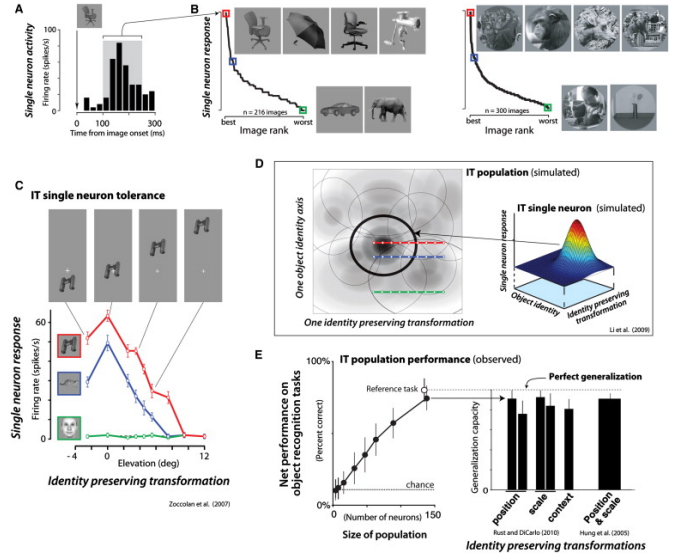 A
Single neuron activity
Firing rate (spikes/s)
100
0
0 100 300
Time from image onset (ms)
B
Single neuron response
n = 216 images
best worst
Image rank
n = 300 images
best worst
Image rank
C
IT single neuron tolerance
Single neuron response
Firing rate (spikes/s)
60
0
- 4 0 4 8 12
Elevation (deg)
Identity preserving transformation
Zoccolan et al. (2007)
D
IT population (simulated)
One object identity axis
One identity preserving transformation
IT single neuron (simulated)
Single neuron response
Object identity
Identity preserving
transformation
Li et al. (2009)
E
IT population performance (observed)
Net performance on
object recognition tasks
(Percent correct)
100%
0%
Reference task
chance
0 150
(Number of neurons)
Size of population
Perfect generalization
Generalization capacity
0
position
scale
context
Position
& scale
Rust and DiCarlo (2010) Hung et al. (2005)
Identity preserving transformations